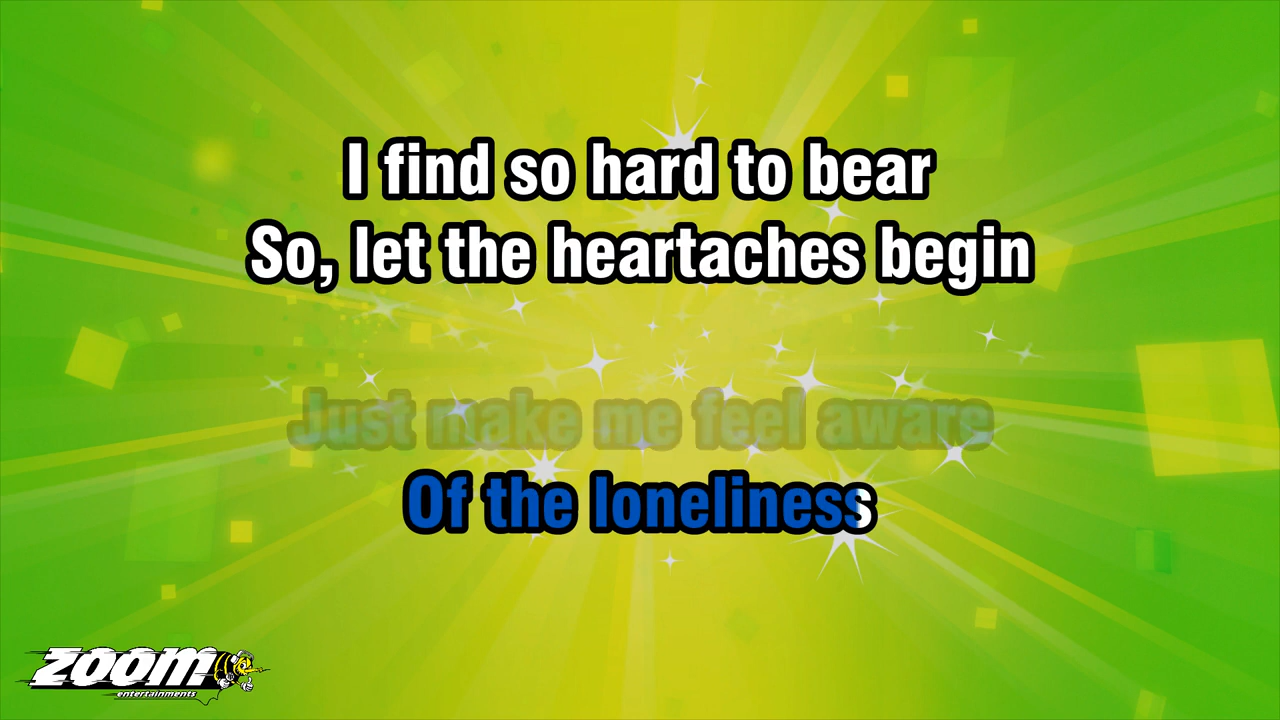 I find so hard to bear
So, let the heartaches begin
Just make me feel aware
Of the loneliness
ZOOM
entertainments